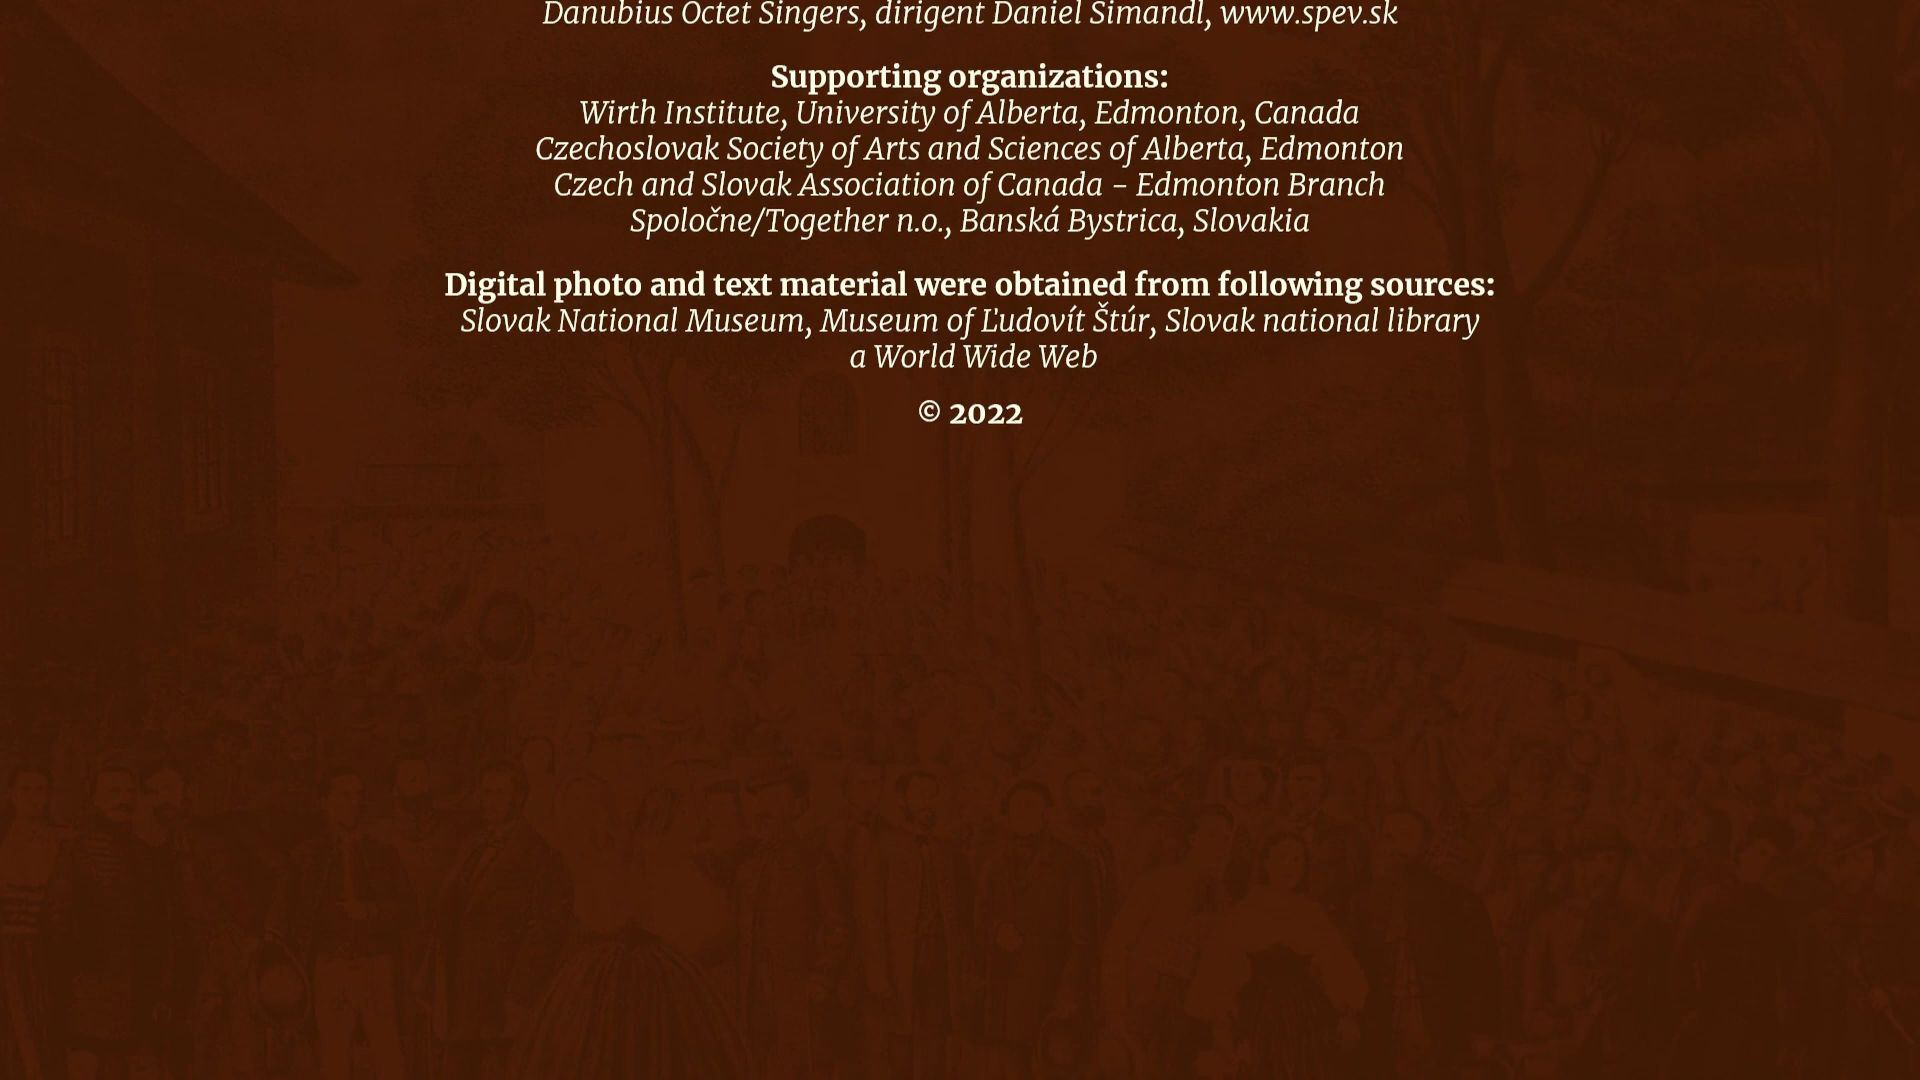 Danubius Octet Singers, dirigent Daniel Simandl, www.spev.sk
Supporting organizations:
Wirth Institute, University of Alberta, Edmonton, Canada
Czechoslovak Society of Arts and Sciences of Alberta, Edmonton
Czech and Slovak Association of Canada – Edmonton Branch
Spoločne/Together n.o., Banská Bystrica, Slovakia
Digital photo and text material were obtained from following sources:
Slovak National Museum, Museum of Ľudovít Štúr, Slovak national library
a World Wide Web
© 2022